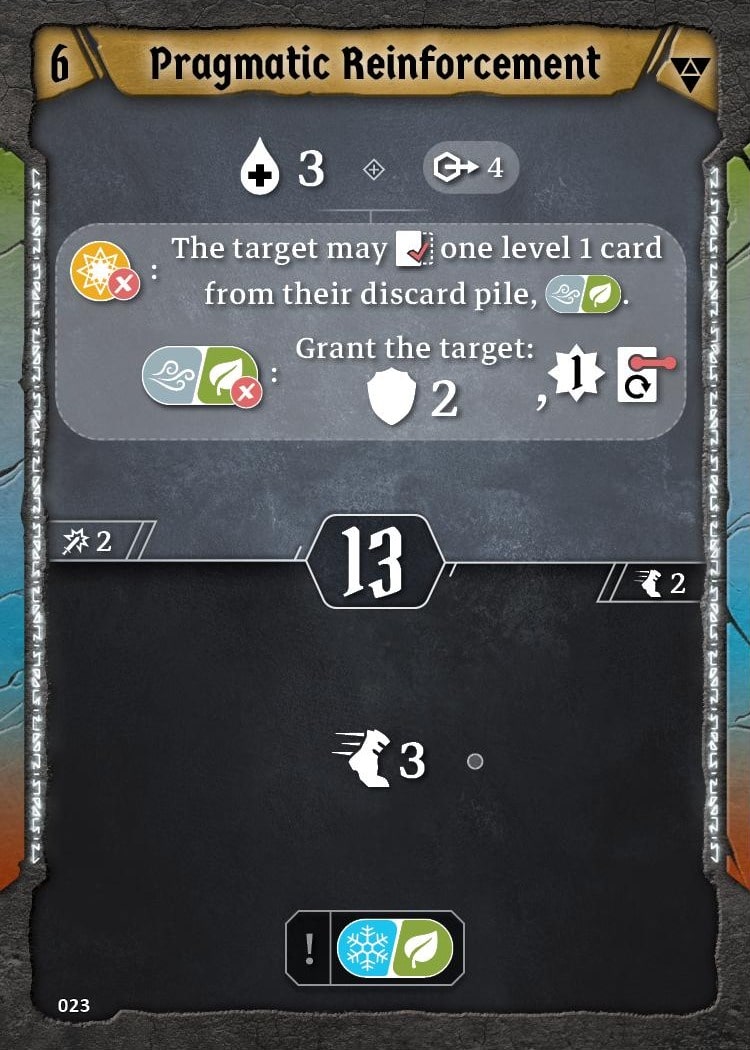 6 Pragmatic Reinforcement
3 4
: The target may one level 1 card
from their discard pile, .
: Grant the target:
2 , 1
2
13
2
3
!
023